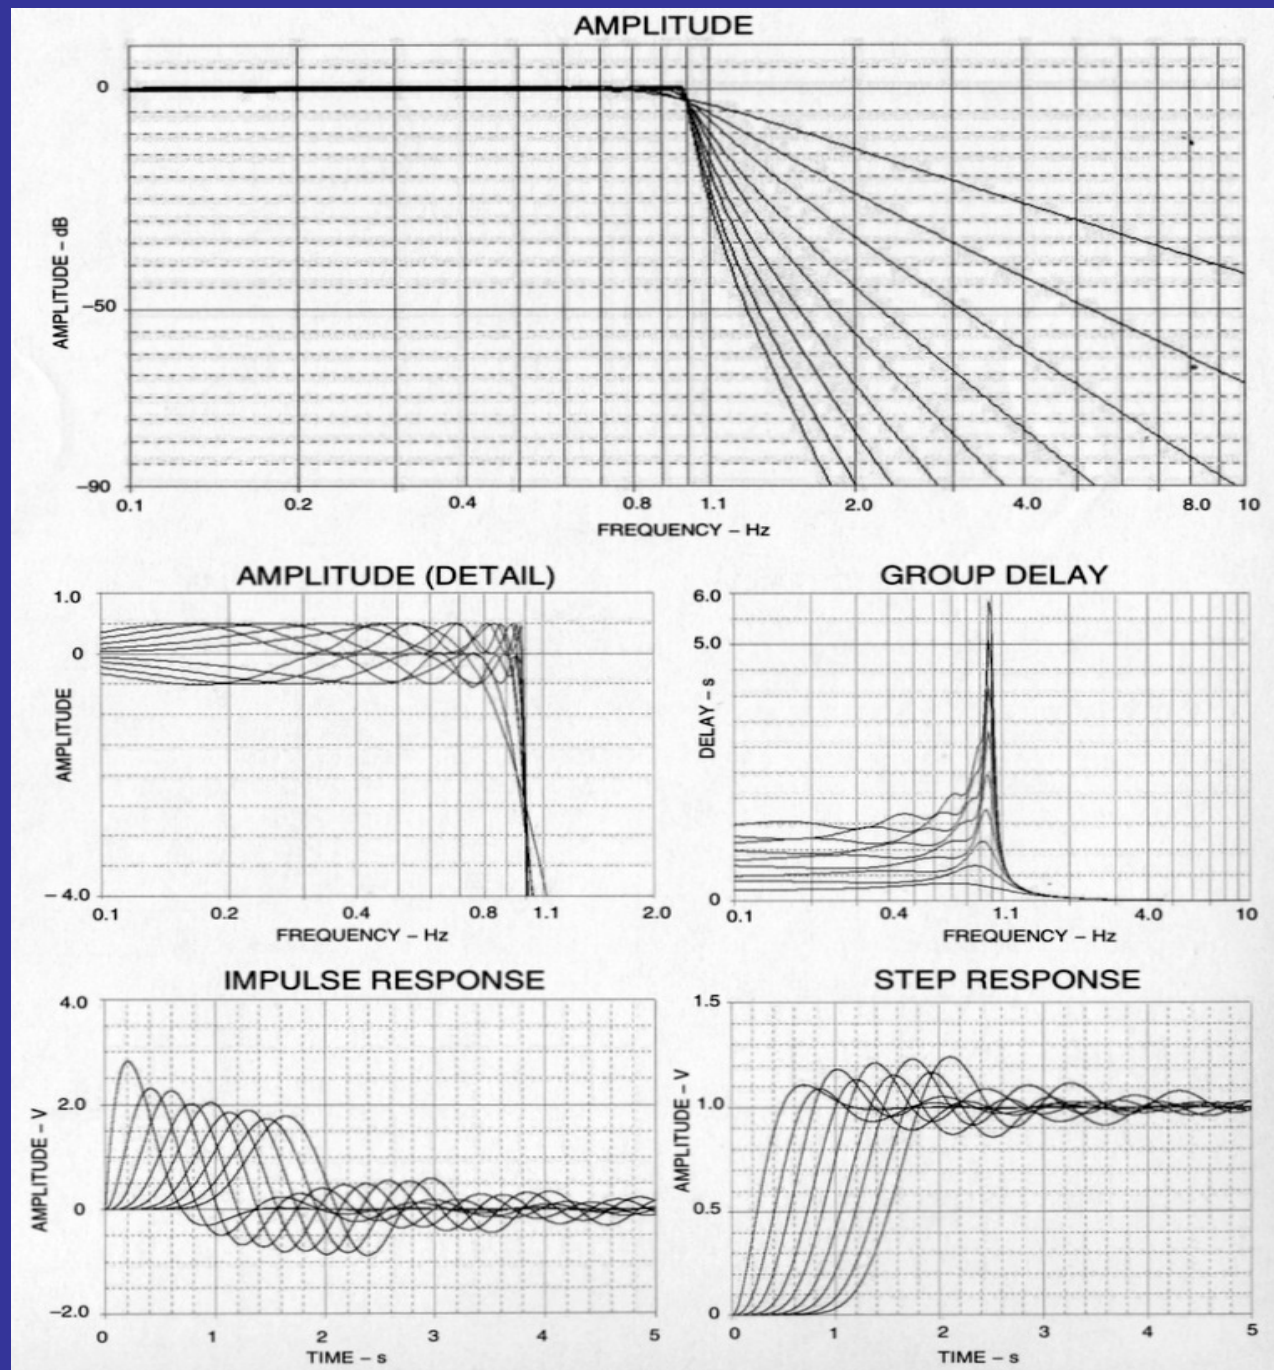 AMPLITUDE
0
−50
−90
AMPLITUDE – dB
0.1 0.2 0.4 0.8 1.1 2.0 4.0 8.0 10
FREQUENCY – Hz
AMPLITUDE (DETAIL)
1.0
0
− 4.0
AMPLITUDE
0.1 0.2 0.4 0.8 1.1 2.0
FREQUENCY – Hz
GROUP DELAY
6.0
5.0
0
DELAY – s
0.1 0.4 1.1 4.0 10
FREQUENCY – Hz
IMPULSE RESPONSE
4.0
2.0
0
−2.0
AMPLITUDE – V
0 1 2 3 4 5
TIME – s
STEP RESPONSE
1.5
1.0
0.5
0
AMPLITUDE – V
0 1 2 3 4 5
TIME – s